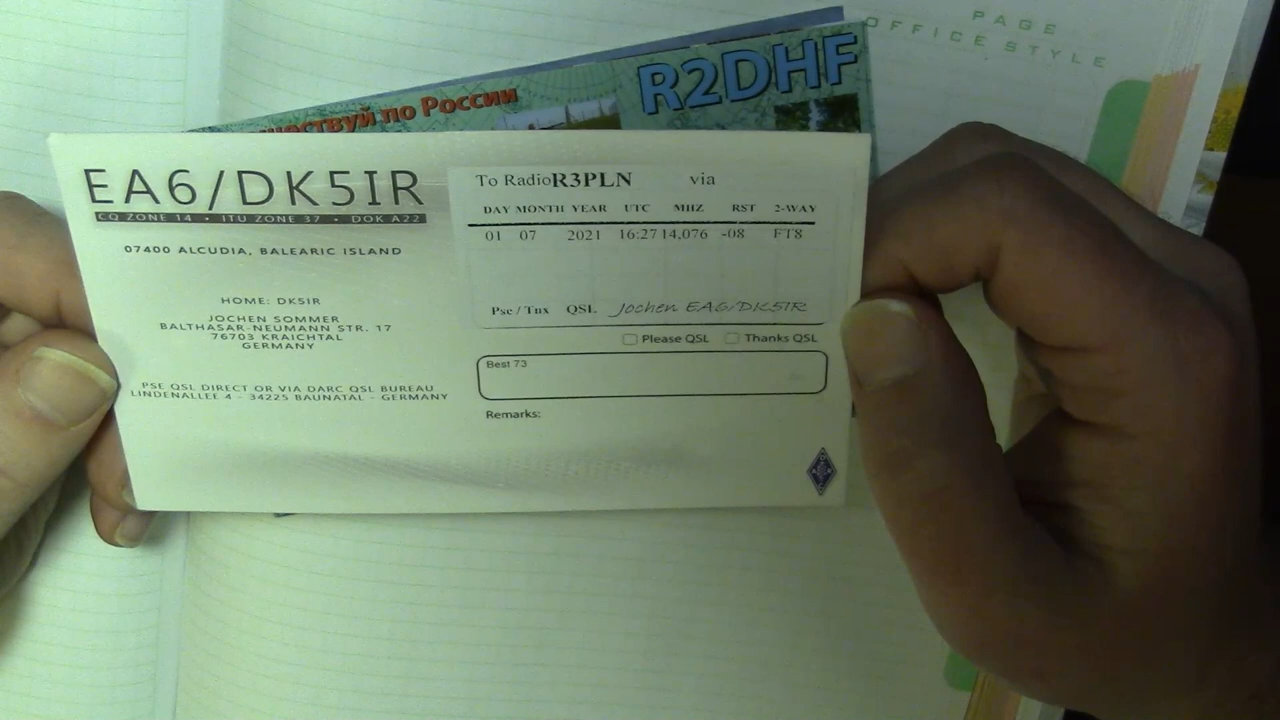 PAGE
OFFICE STYLE
R2DHF
по России
EA6/DK5IR
CQ ZONE 14 • ITU ZONE 37 • DOK A22
07400 ALCUDIA, BALEARIC ISLAND
HOME: DK5IR
JOCHEN SOMMER
BALTHASAR-NEUMANN STR. 17
76703 KRAICHTAL
GERMANY
PSE QSL DIRECT OR VIA DARC QSL BUREAU
LINDENALLEE 4 - 34225 BAUNATAL - GERMANY
To Radio R3PLN via
DAY MONTH YEAR UTC MHZ RST 2-WAY
01 07 2021 16:27 14,076 -08 FT8
Pse / Tnx QSL Jochen EA6/DK5IR
Please QSL Thanks QSL
Best 73
Remarks: